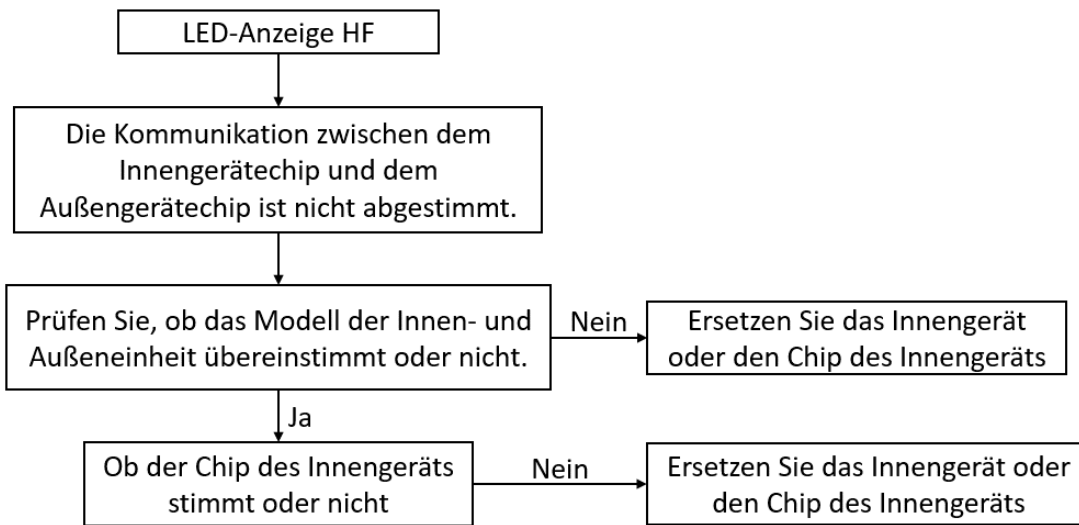 LED-Anzeige HF
Die Kommunikation zwischen dem
Innengerätechip und dem
Außengerätechip ist nicht abgestimmt.
Prüfen Sie, ob das Modell der Innen- und
Außeneinheit übereinstimmt oder nicht.
Nein
Ersetzen Sie das Innengerät
oder den Chip des Innengeräts
Ja
Ob der Chip des Innengeräts
stimmt oder nicht
Nein
Ersetzen Sie das Innengerät oder
den Chip des Innengeräts